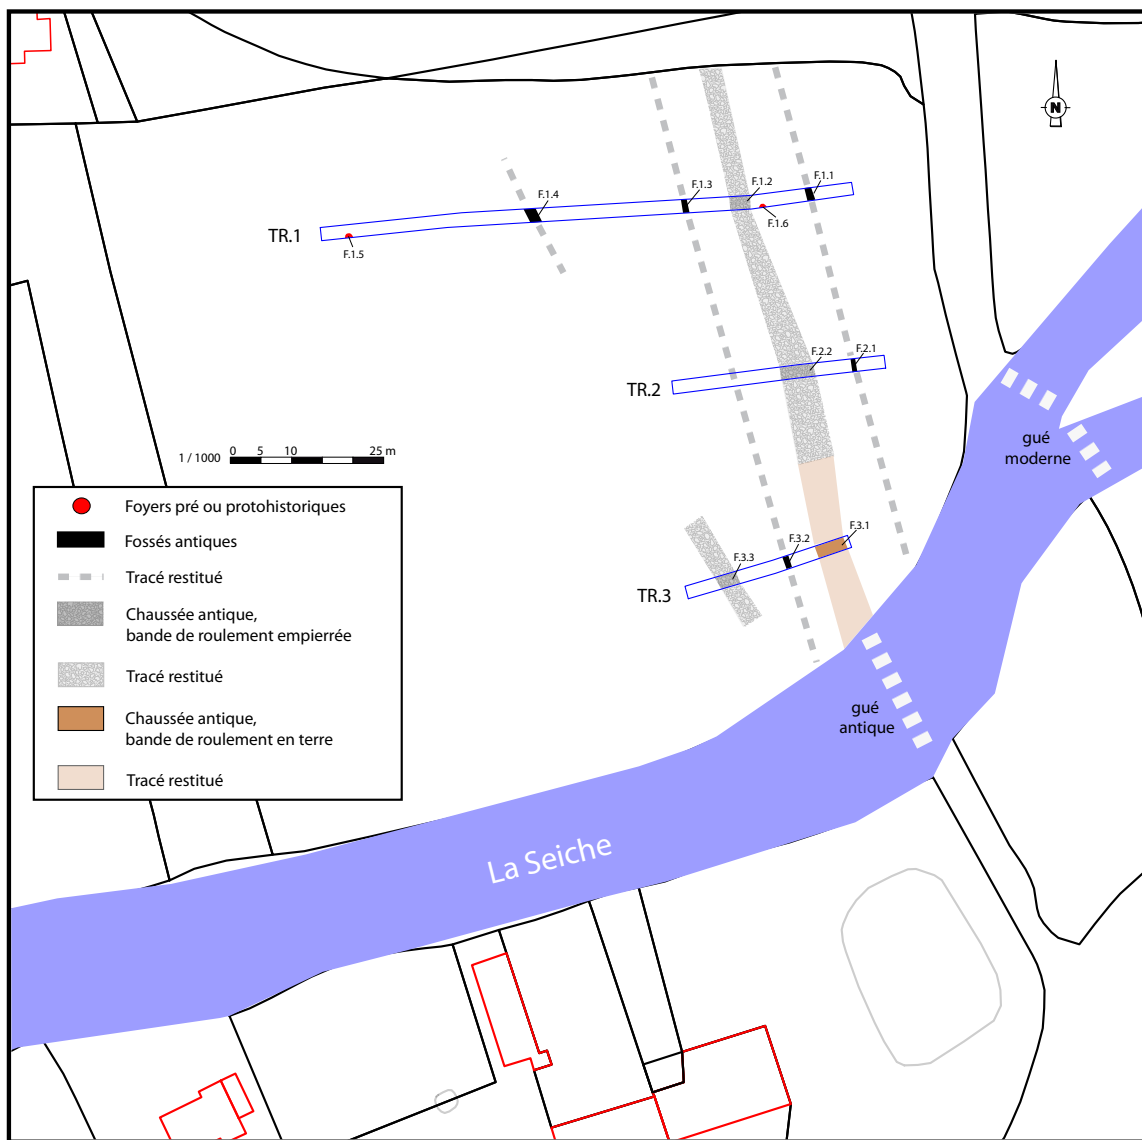 N
F.1.1
F.1.2
F.1.3
F.1.4
TR.1
F.1.5
F.1.6
F.2.1
F.2.2
TR.2
gué
moderne
1 / 1000
0 5 10 25 m
Foyers pré ou protohistoriques
Fossés antiques
Tracé restitué
Chaussée antique,
bande de roulement empierrée
Tracé restitué
Chaussée antique,
bande de roulement en terre
Tracé restitué
F.3.1
F.3.2
F.3.3
TR.3
gué
antique
La Seiche